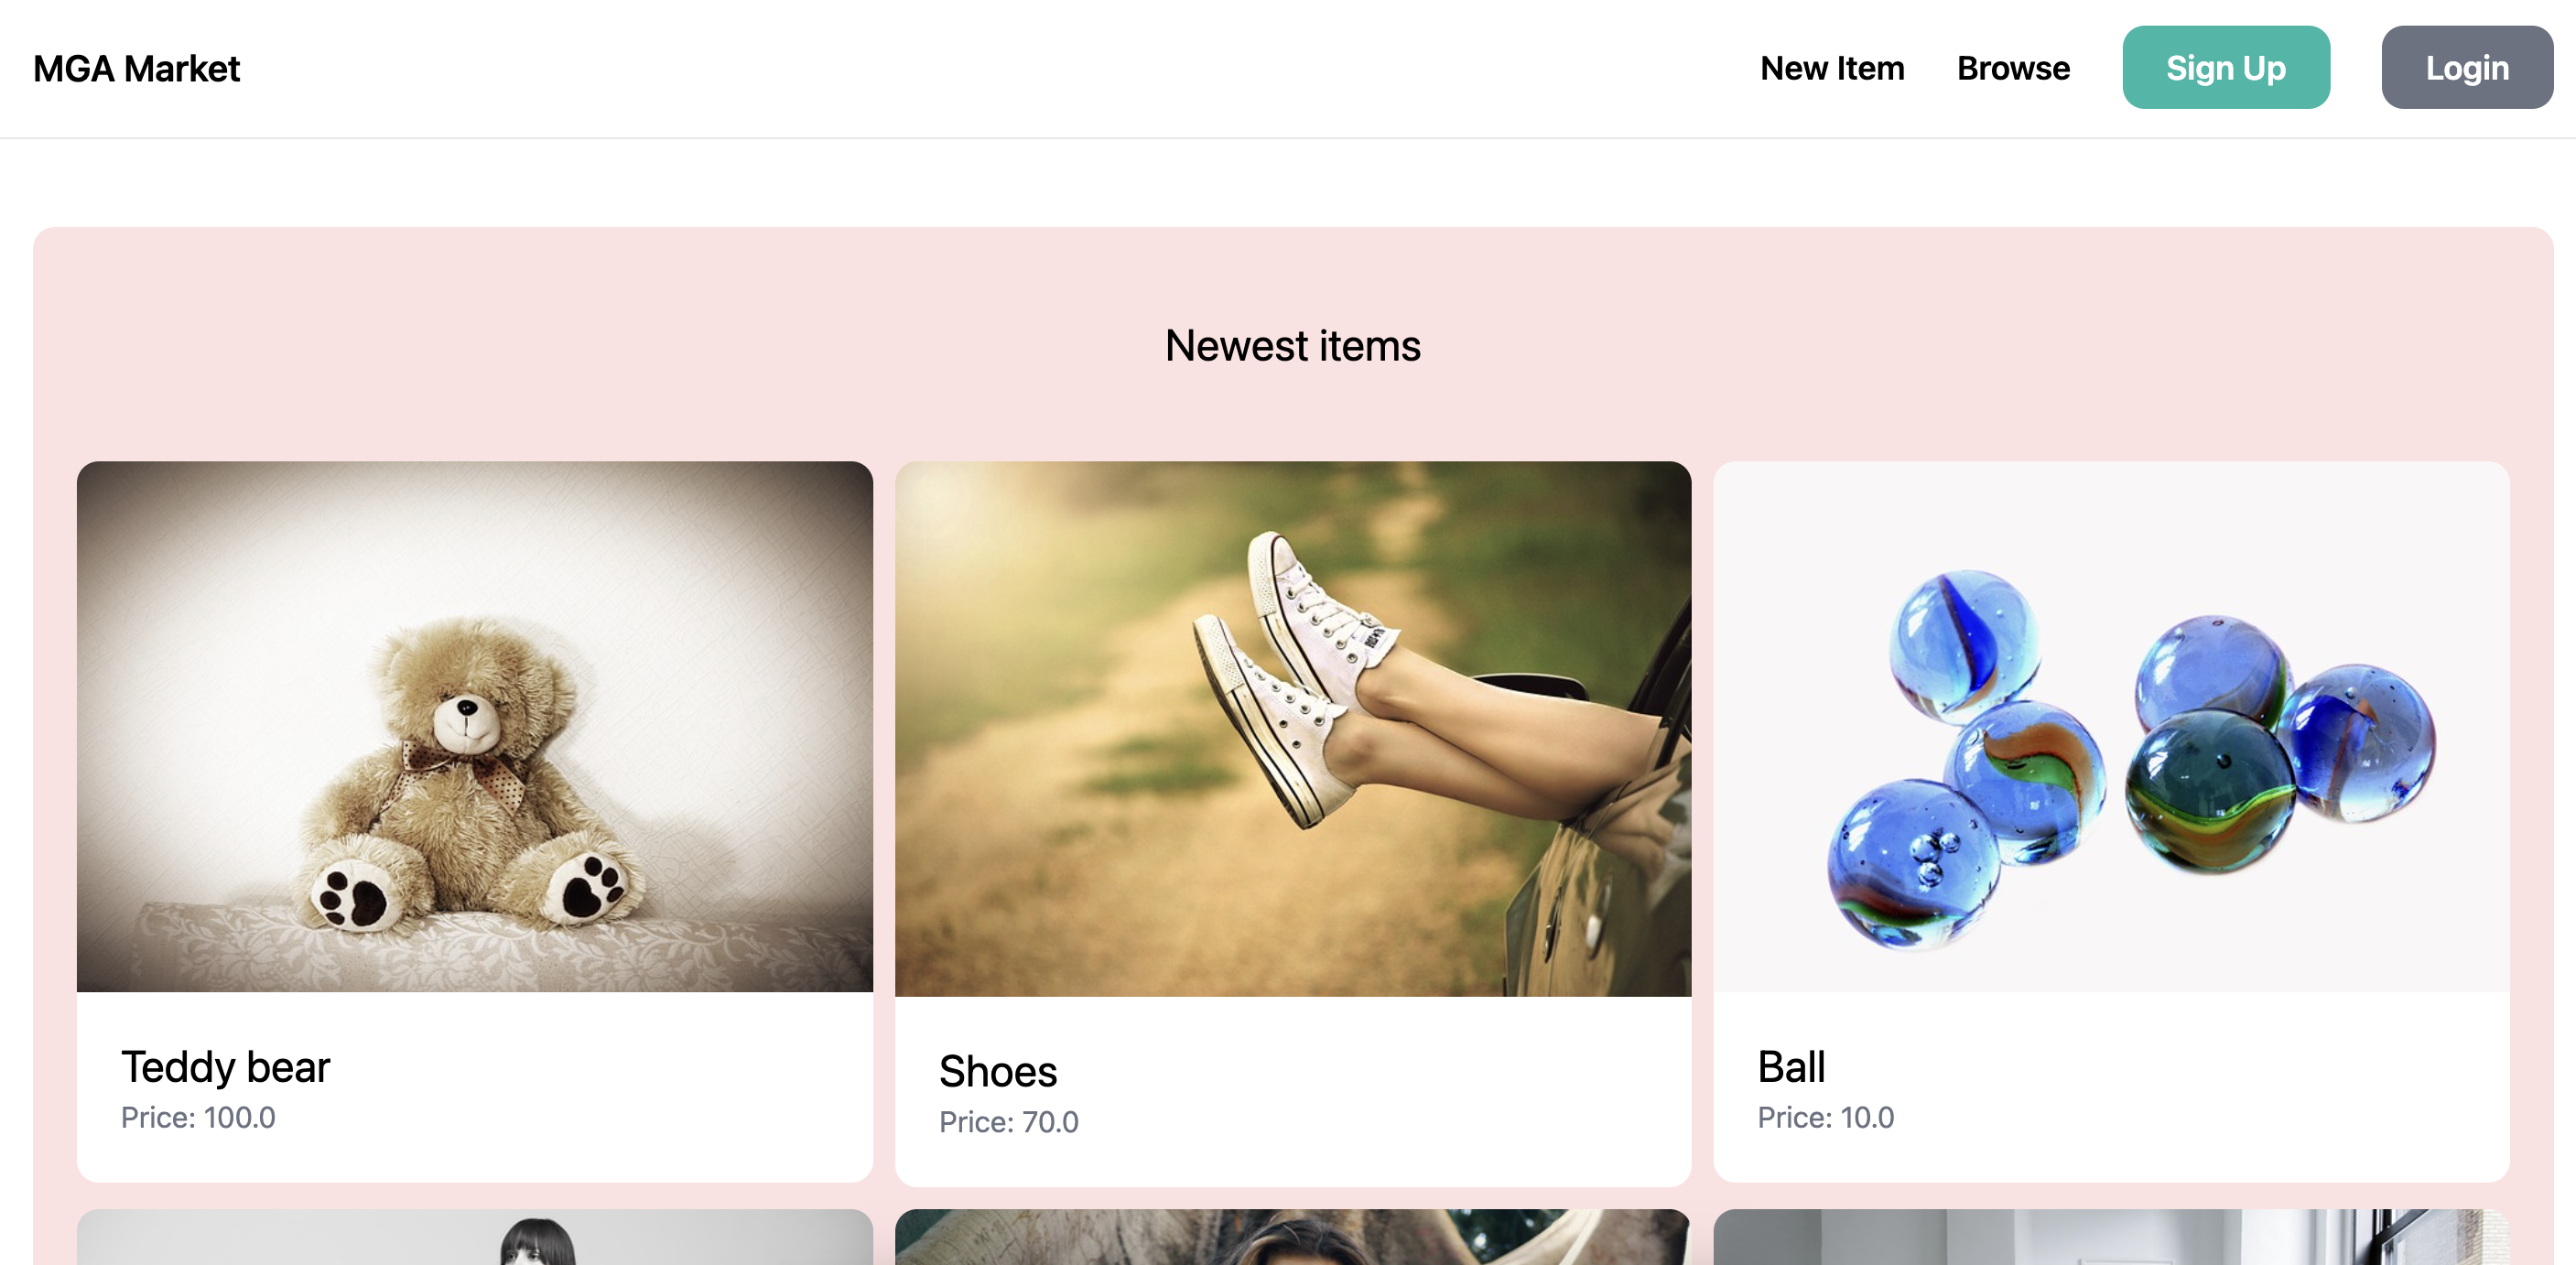 MGA Market
New Item
Browse
Sign Up
Login
Newest items
Teddy bear
Price: 100.0
Shoes
Price: 70.0
Ball
Price: 10.0